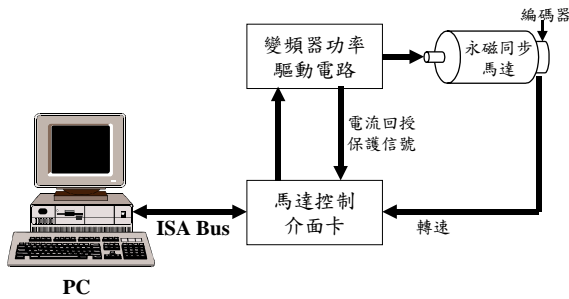 編碼器
變頻器功率
驅動電路
永磁同步
馬達
電流回授
保護信號
馬達控制
介面卡
ISA Bus
轉速
PC